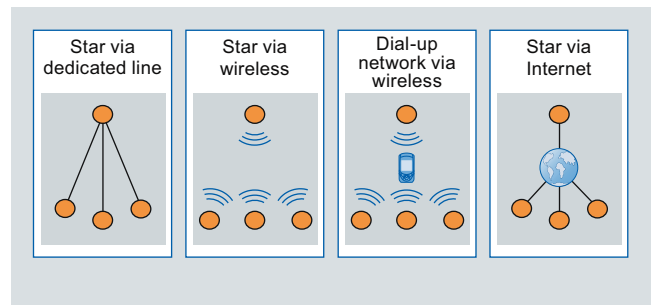 Star via
dedicated line
Star via
wireless
Dial-up
network via
wireless
Star via
Internet